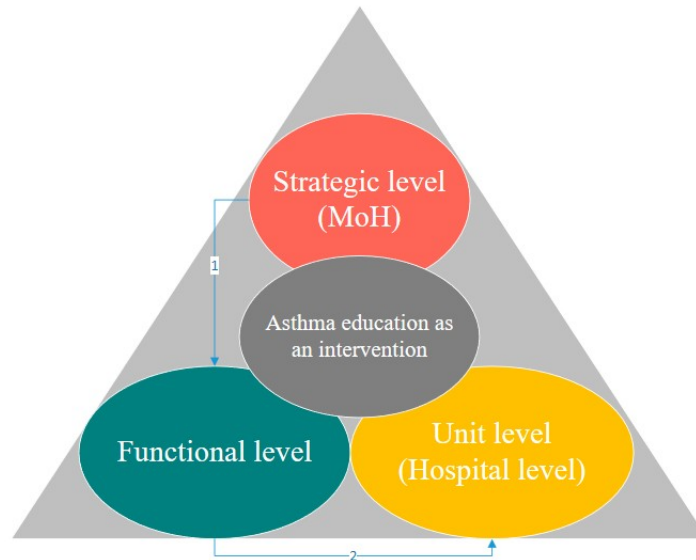 Strategic level
(MoH)
1
Asthma education as
an intervention
Functional level
Unit level
(Hospital level)
2